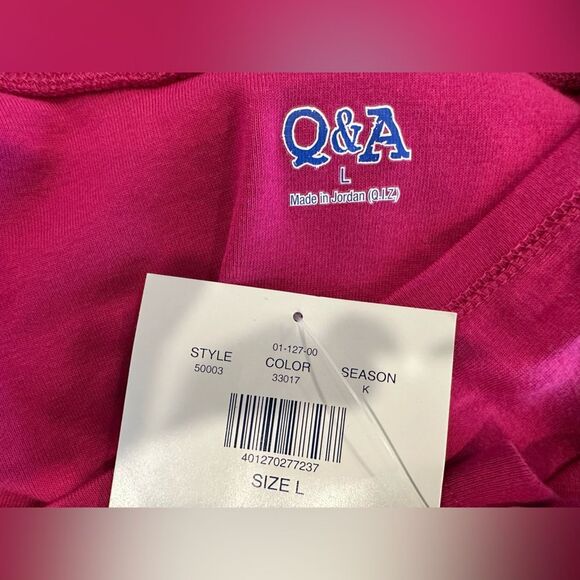 Q&A
L
Made in Jordan (Q.I.Z)
01-127-00
STYLE COLOR SEASON
50003 33017 K
401270277237
SIZE L